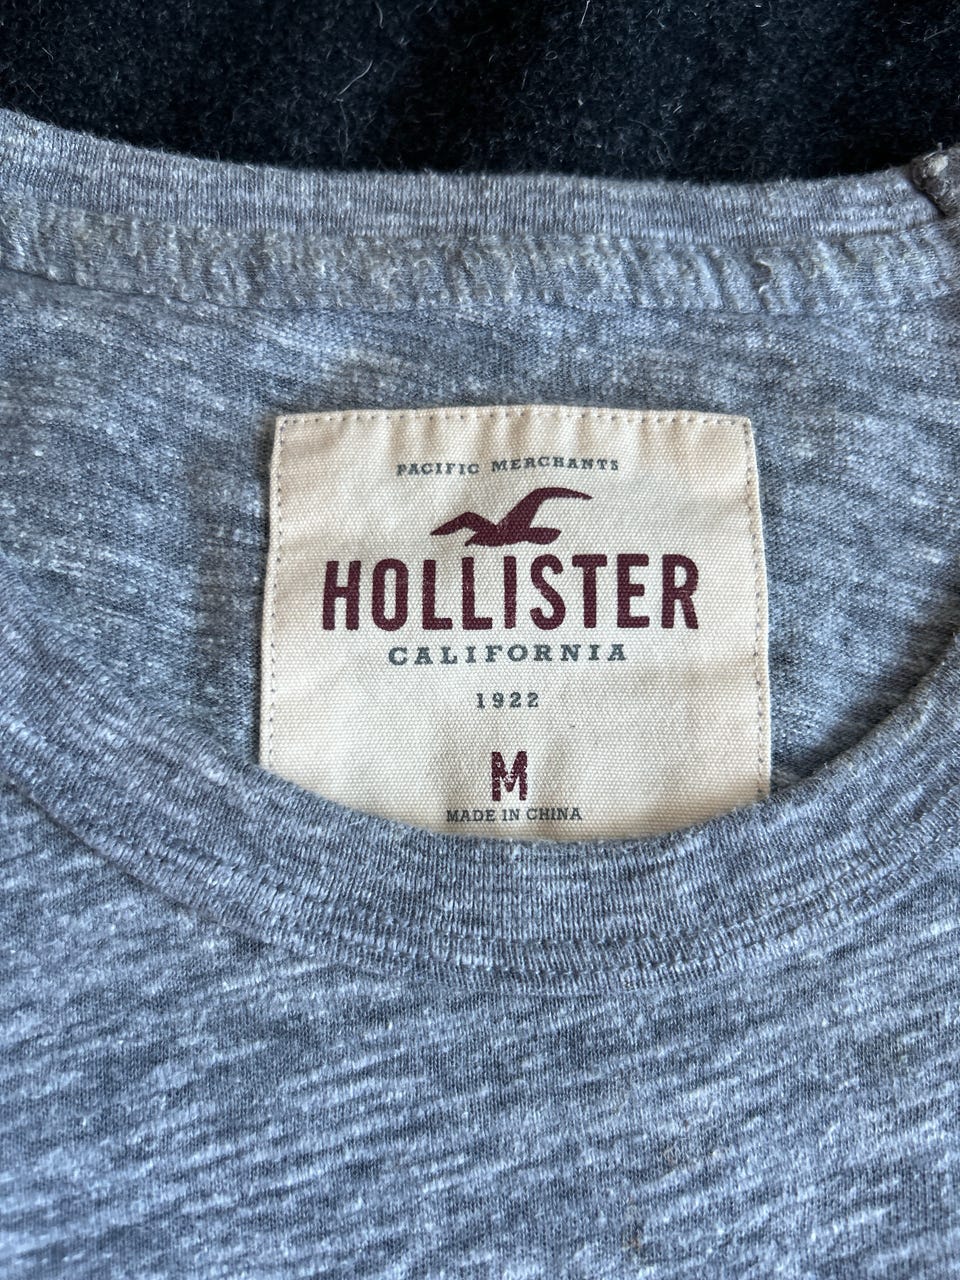 PACIFIC MERCHANTS
HOLLISTER
CALIFORNIA
1922
M
MADE IN CHINA